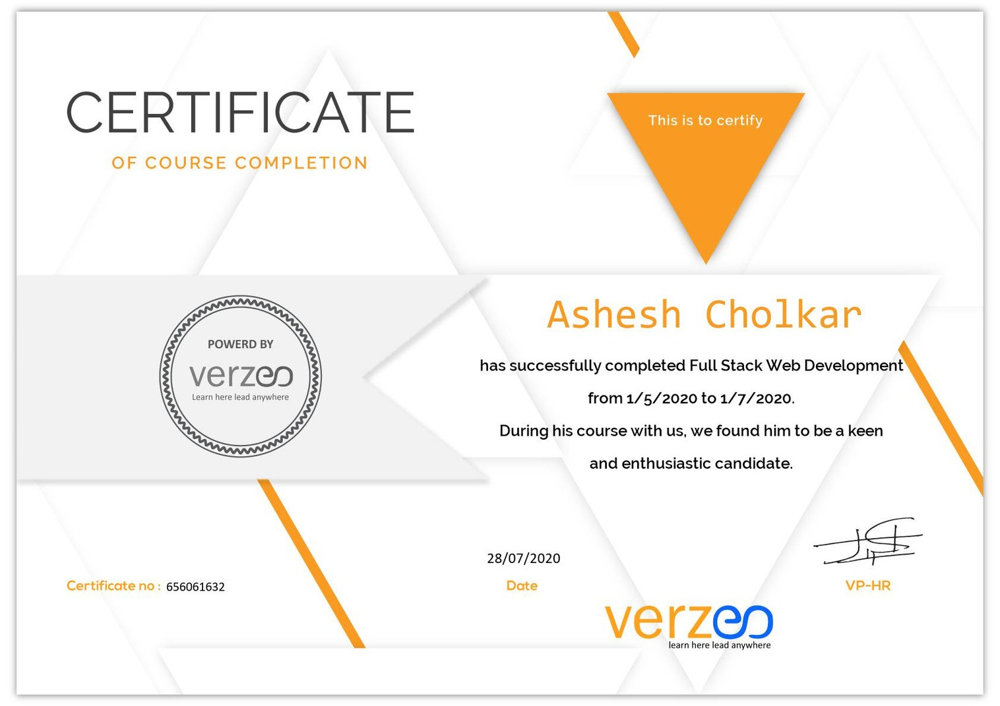 CERTIFICATE
OF COURSE COMPLETION
This is to certify
POWERD BY
verzeo
Learn here lead anywhere
Ashesh Cholkar
has successfully completed Full Stack Web Development
from 1/5/2020 to 1/7/2020.
During his course with us, we found him to be a keen
and enthusiastic candidate.
28/07/2020
Certificate no : 656061632
Date
VP-HR
verzeo
learn here lead anywhere